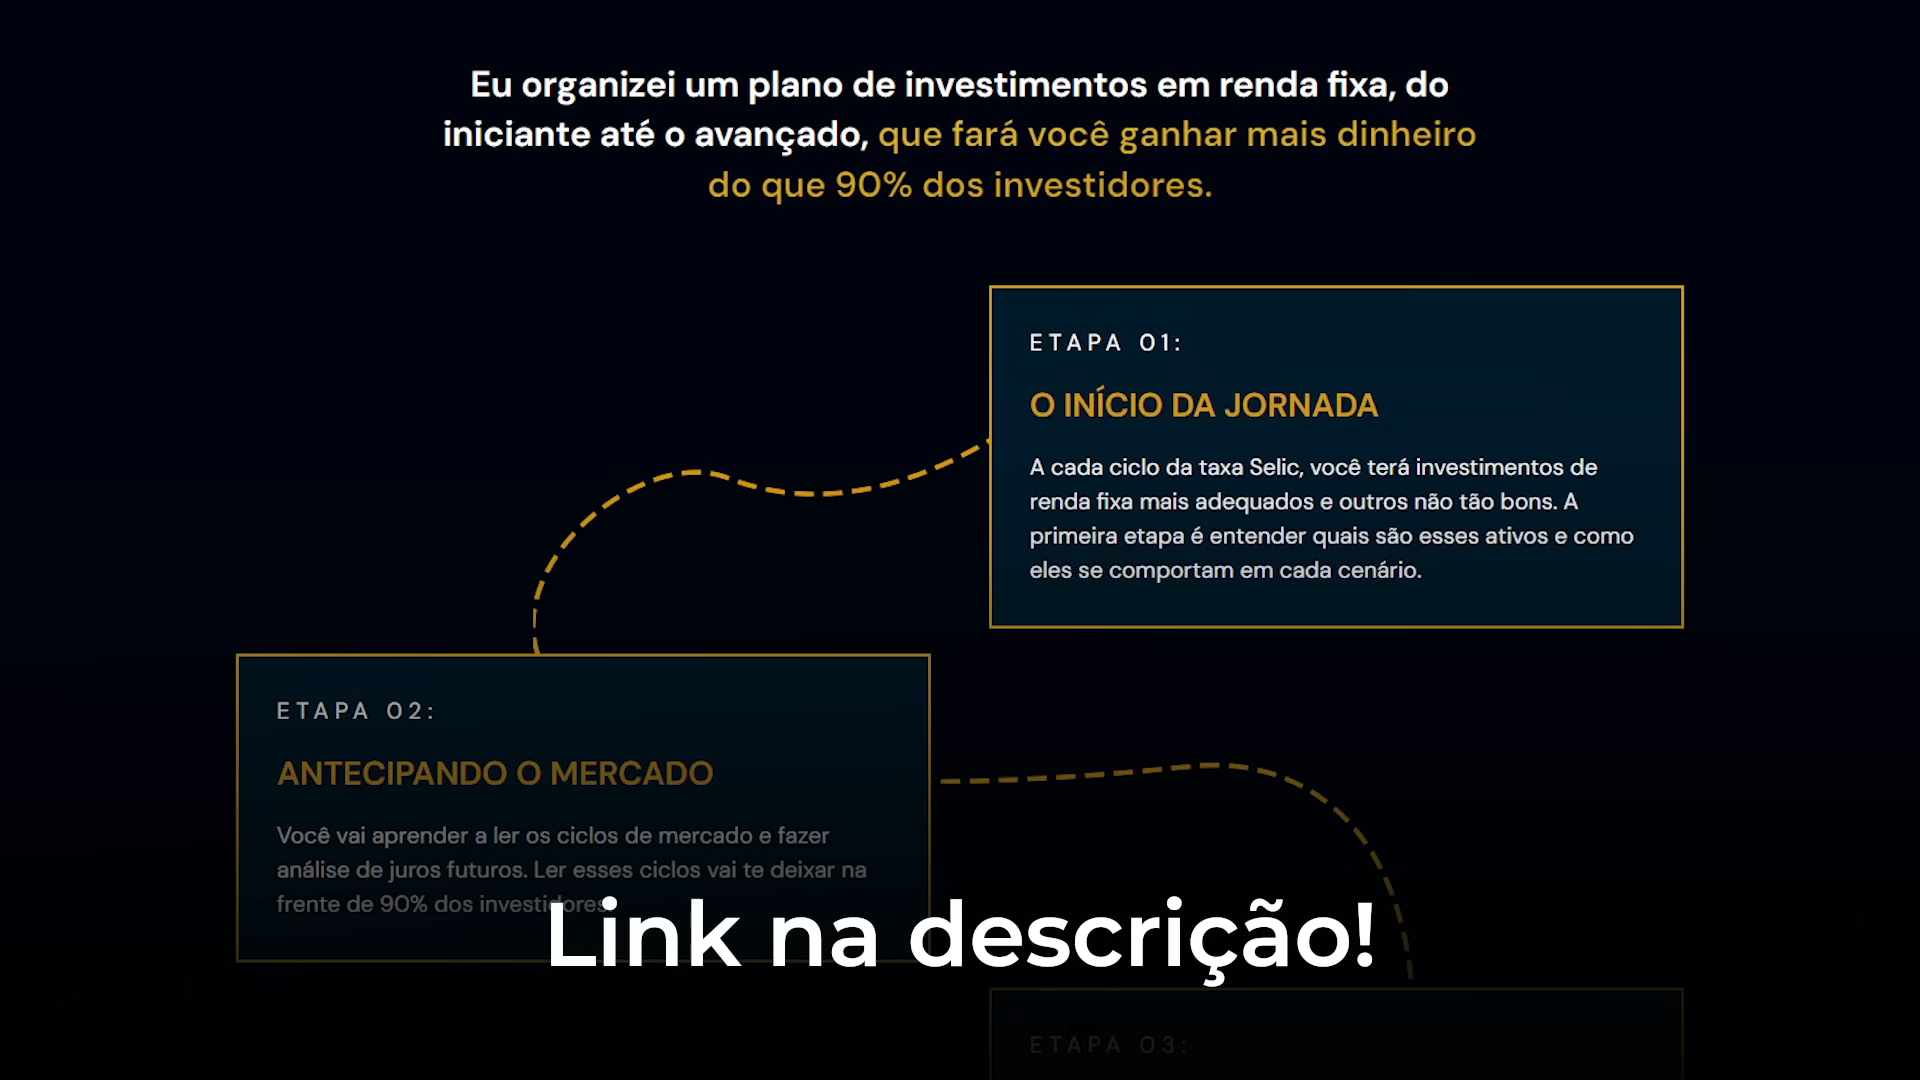 Eu organizei um plano de investimentos em renda fixa, do
iniciante até o avançado, que fará você ganhar mais dinheiro
do que 90% dos investidores.
ETAPA 01:
O INÍCIO DA JORNADA
A cada ciclo da taxa Selic, você terá investimentos de
renda fixa mais adequados e outros não tão bons. A
primeira etapa é entender quais são esses ativos e como
eles se comportam em cada cenário.
ETAPA 02:
ANTECIPANDO O MERCADO
Você vai aprender a ler os ciclos de mercado e fazer
análise de juros futuros. Ler esses ciclos vai te deixar na
frente de 90% dos investidores
Link na descrição!
ETAPA 03: